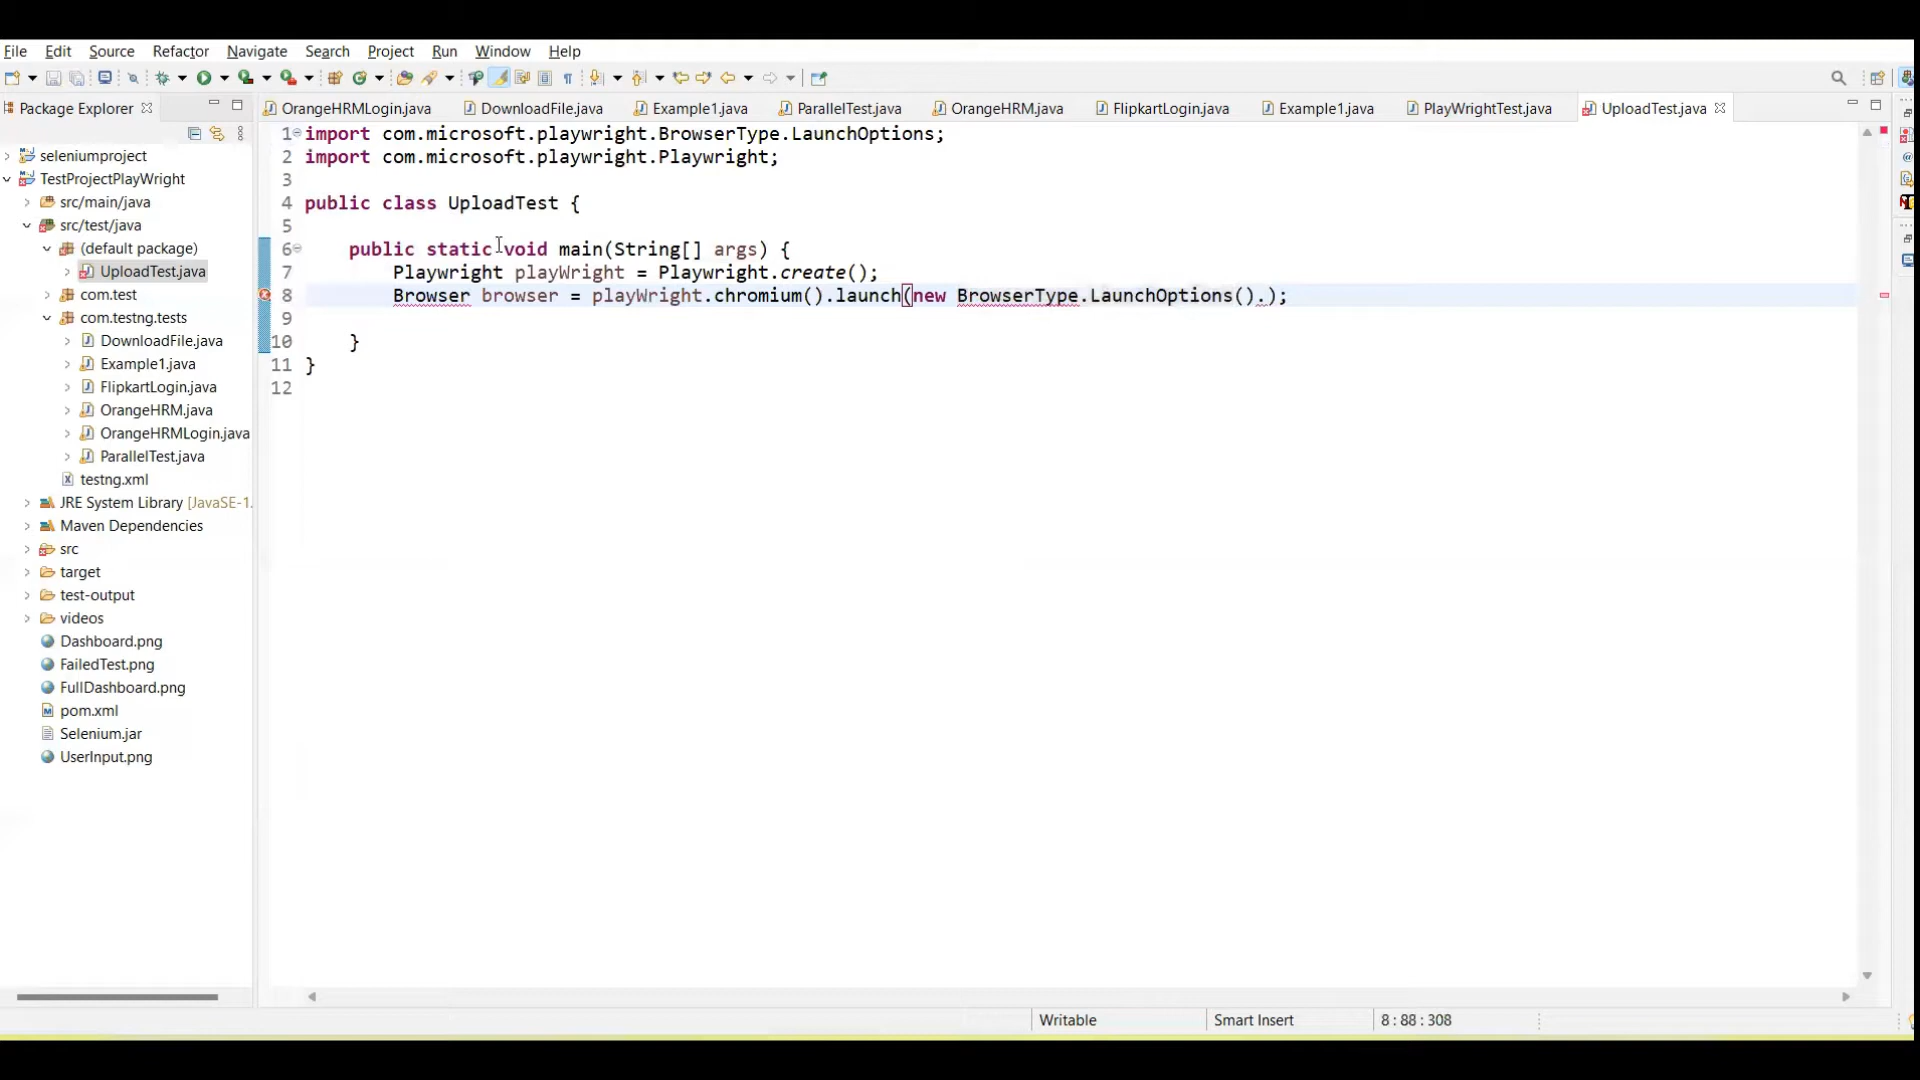 File Edit Source Refactor Navigate Search Project Run Window Help
Package Explorer
OrangeHRMLogin.java DownloadFile.java Example1.java ParallelTest.java OrangeHRM.java FlipkartLogin.java Example1.java PlayWrightTest.java UploadTest.java
seleniumproject
TestProjectPlayWright
src/main/java
src/test/java
(default package)
UploadTest.java
com.test
com.testng.tests
DownloadFile.java
Example1.java
FlipkartLogin.java
OrangeHRM.java
OrangeHRMLogin.java
ParallelTest.java
testng.xml
JRE System Library [JavaSE-1.
Maven Dependencies
src
target
test-output
videos
Dashboard.png
FailedTest.png
FullDashboard.png
pom.xml
Selenium.jar
UserInput.png
1 import com.microsoft.playwright.BrowserType.LaunchOptions;
2 import com.microsoft.playwright.Playwright;
3
4 public class UploadTest {
5
6 public static void main(String[] args) {
7 Playwright playWright = Playwright.create();
8 Browser browser = playWright.chromium().launch(new BrowserType.LaunchOptions().);
9
10 }
11 }
12
Writable Smart Insert 8 : 88 : 308